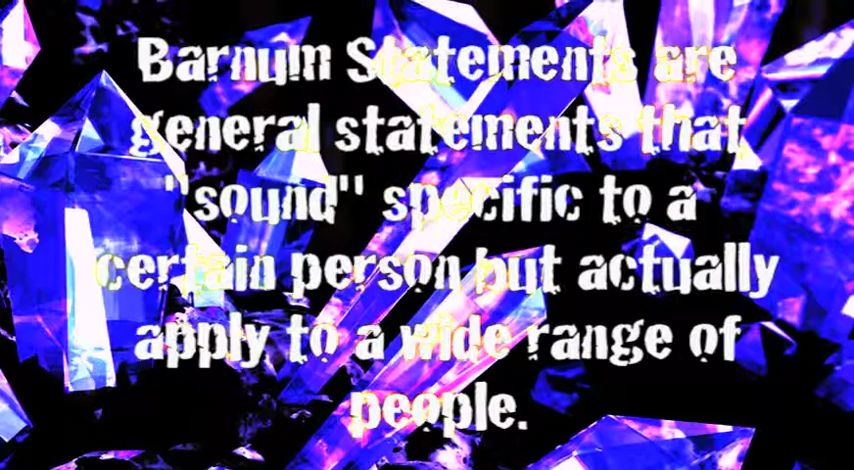 Barnum Statements are
general statements that
"sound" specific to a
certain person but actually
apply to a wide range of
people.